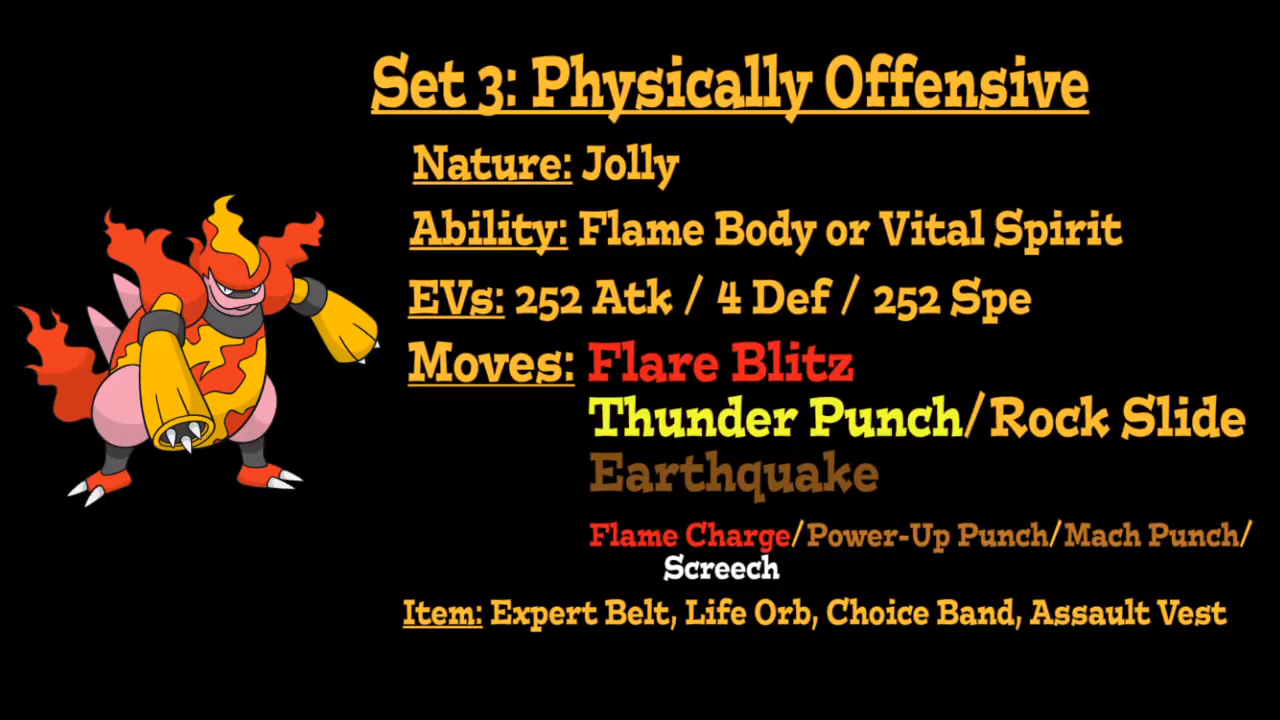 Set 3: Physically Offensive
Nature: Jolly
Ability: Flame Body or Vital Spirit
EVs: 252 Atk / 4 Def / 252 Spe
Moves: Flare Blitz
Thunder Punch/Rock Slide
Earthquake
Flame Charge/Power-Up Punch/Mach Punch/
Screech
Item: Expert Belt, Life Orb, Choice Band, Assault Vest